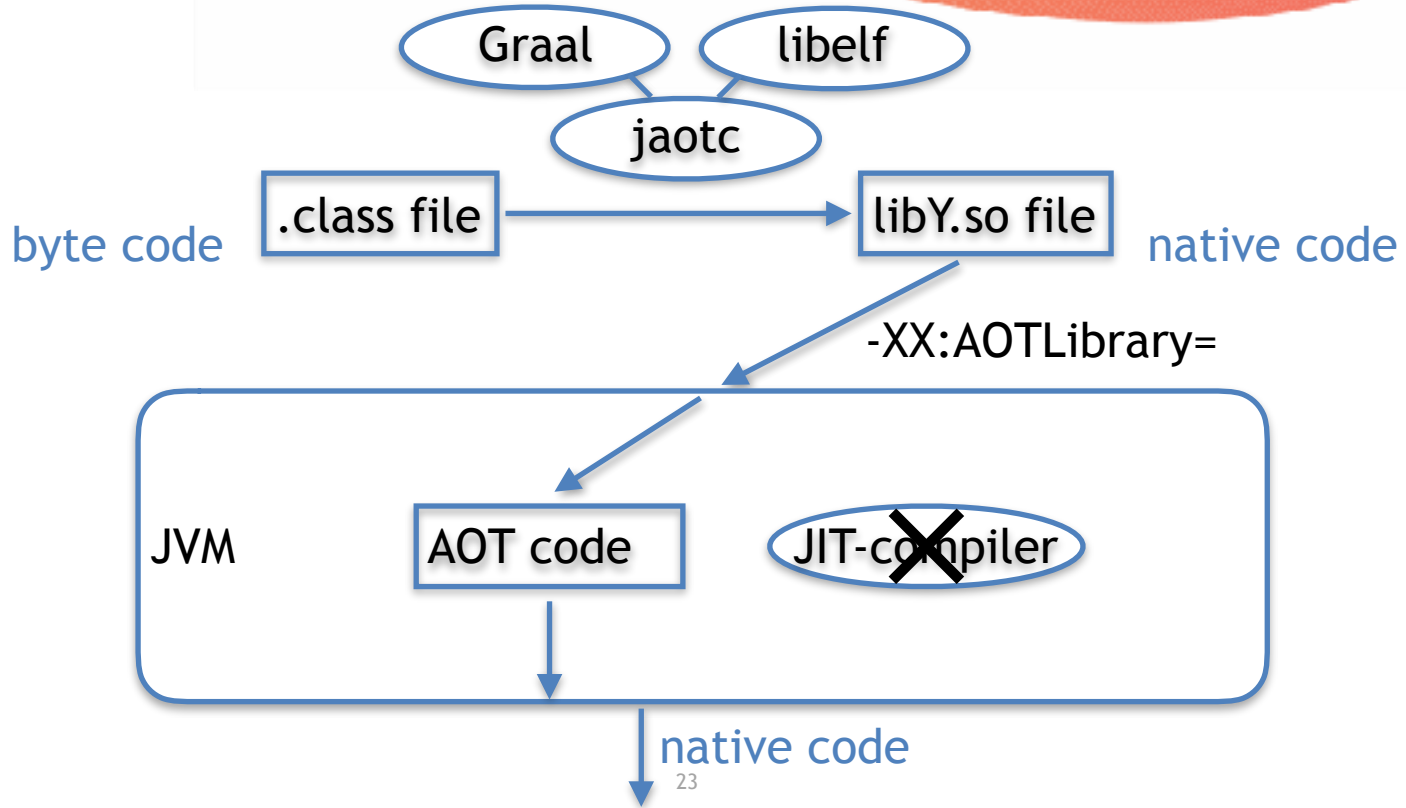 Graal
libelf
jaotc
.class file
libY.so file
byte code
native code
-XX:AOTLibrary=
JVM
AOT code
JIT-compiler
native code
23